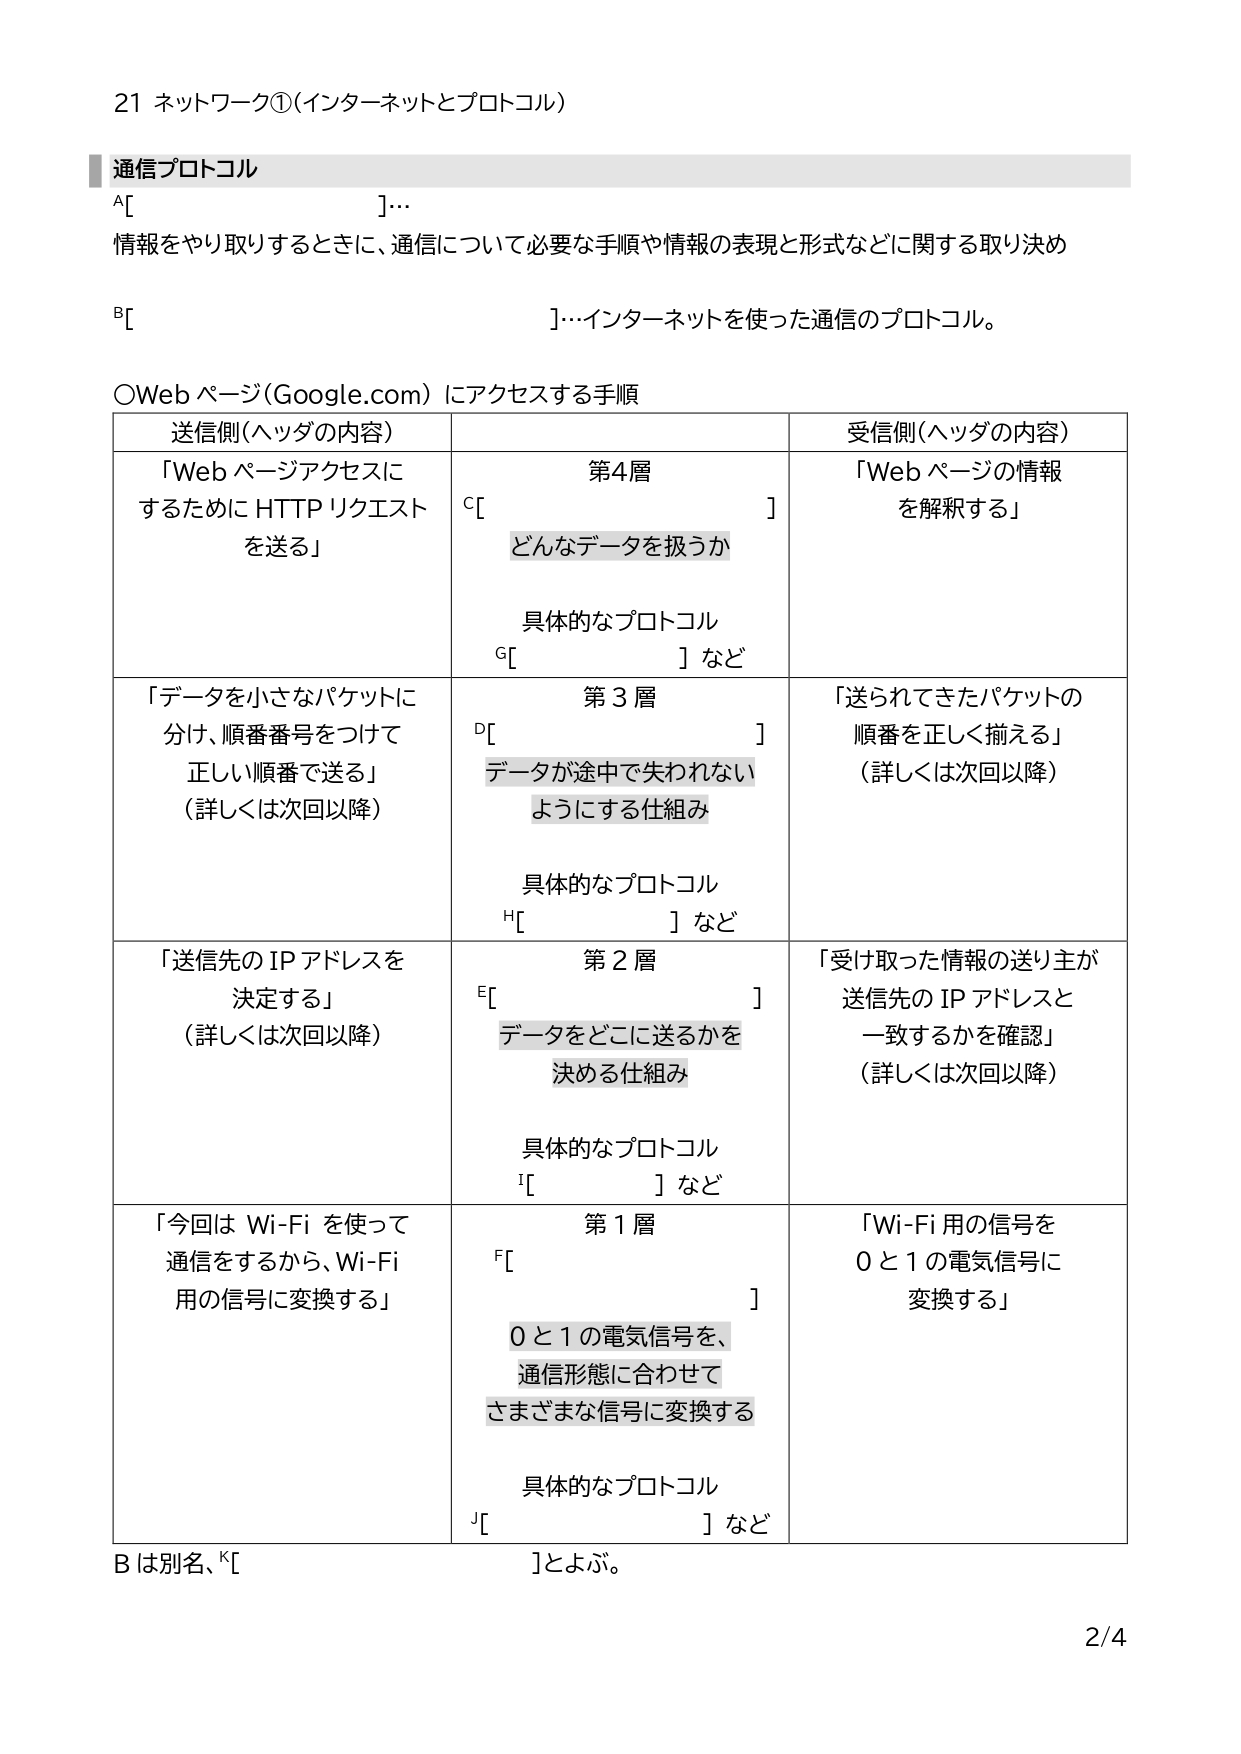 21 ネットワーク①(インターネットとプロトコル)
通信プロトコル
A[ ]…
情報をやり取りするときに、通信について必要な手順や情報の表現と形式などに関する取り決め
B[ ]…インターネットを使った通信のプロトコル。
〇Web ページ(Google.com) にアクセスする手順
送信側(ヘッダの内容)
受信側(ヘッダの内容)
「Web ページアクセスに
するために HTTP リクエスト
を送る」
第4層
C[ ]
どんなデータを扱うか
具体的なプロトコル
G[ ] など
「Web ページの情報
を解釈する」
「データを小さなパケットに
分け、順番番号をつけて
正しい順番で送る」
(詳しくは次回以降)
第3層
D[ ]
データが途中で失われない
ようにする仕組み
具体的なプロトコル
H[ ] など
「送られてきたパケットの
順番を正しく揃える」
(詳しくは次回以降)
「送信先の IP アドレスを
決定する」
(詳しくは次回以降)
第2層
E[ ]
データをどこに送るかを
決める仕組み
具体的なプロトコル
I[ ] など
「受け取った情報の送り主が
送信先の IP アドレスと
一致するかを確認」
(詳しくは次回以降)
「今回は Wi-Fi を使って
通信をするから、Wi-Fi
用の信号に変換する」
第1層
F[
]
0と1の電気信号を、
通信形態に合わせて
さまざまな信号に変換する
具体的なプロトコル
J[ ] など
「Wi-Fi 用の信号を
0と1の電気信号に
変換する」
B は別名、K[ ]とよぶ。
2/4